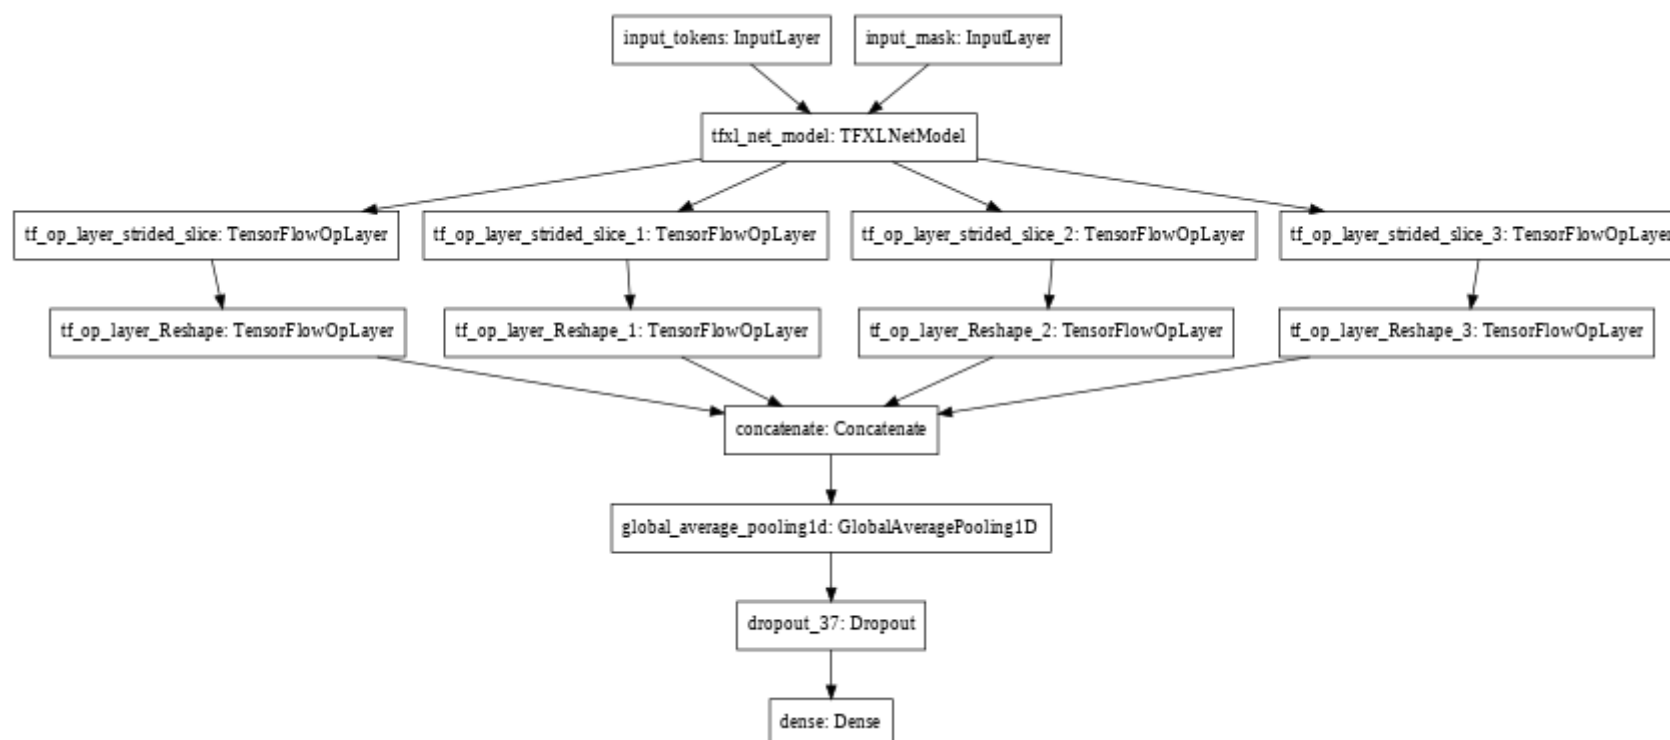 input_tokens: InputLayer
input_mask: InputLayer
tfxl_net_model: TFXLNetModel
tf_op_layer_strided_slice: TensorFlowOpLayer
tf_op_layer_strided_slice_1: TensorFlowOpLayer
tf_op_layer_strided_slice_2: TensorFlowOpLayer
tf_op_layer_strided_slice_3: TensorFlowOpLayer
tf_op_layer_Reshape: TensorFlowOpLayer
tf_op_layer_Reshape_1: TensorFlowOpLayer
tf_op_layer_Reshape_2: TensorFlowOpLayer
tf_op_layer_Reshape_3: TensorFlowOpLayer
concatenate: Concatenate
global_average_pooling1d: GlobalAveragePooling1D
dropout_37: Dropout
dense: Dense